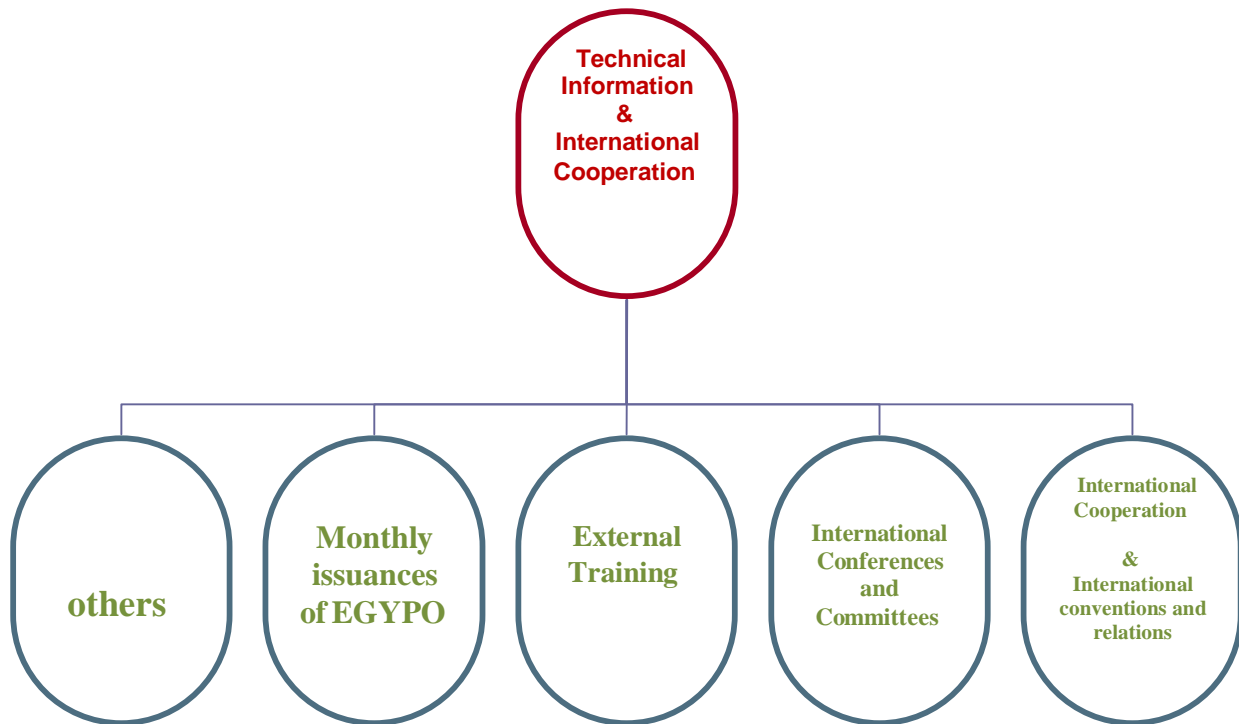 Technical
Information
&
International
Cooperation
others
Monthly
issuances
of EGYPO
External
Training
International
Conferences
and
Committees
International
Cooperation
&
International
conventions and
relations